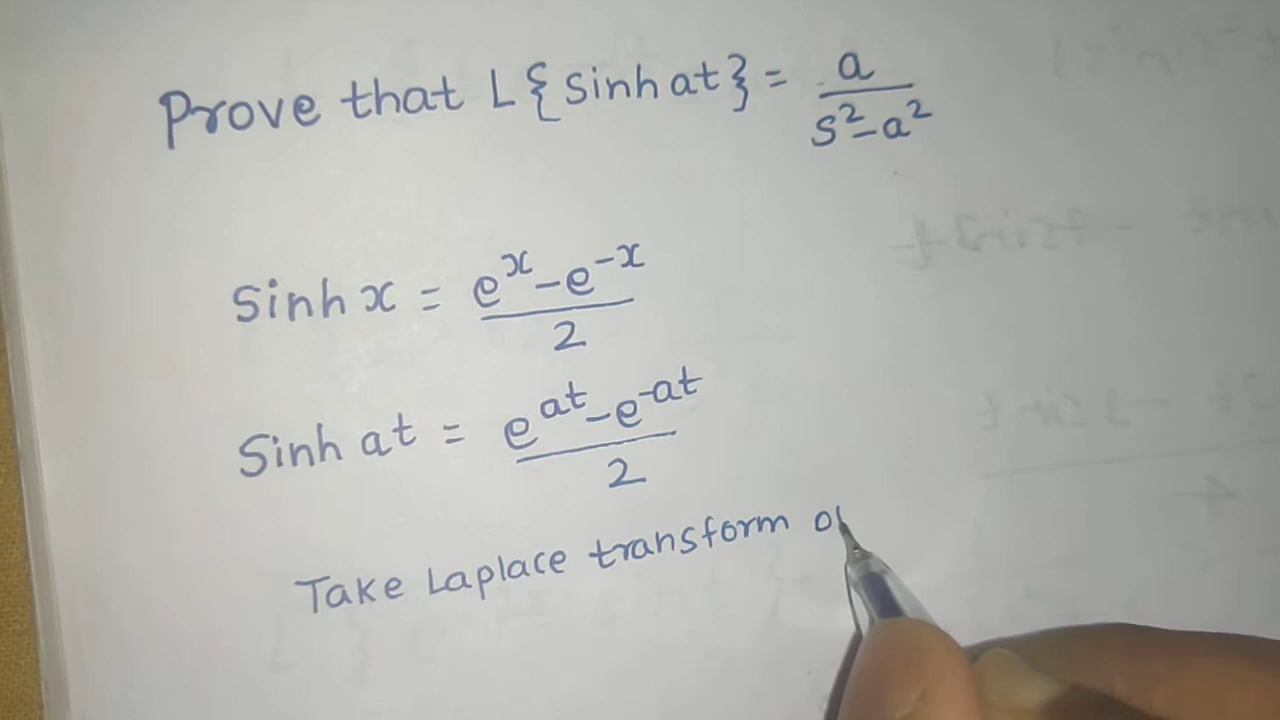 Prove that L{sinh at} = a/(s²-a²)
Sinh x = (e^x - e^-x)/2
Sinh at = (e^at - e^-at)/2
Take Laplace transform